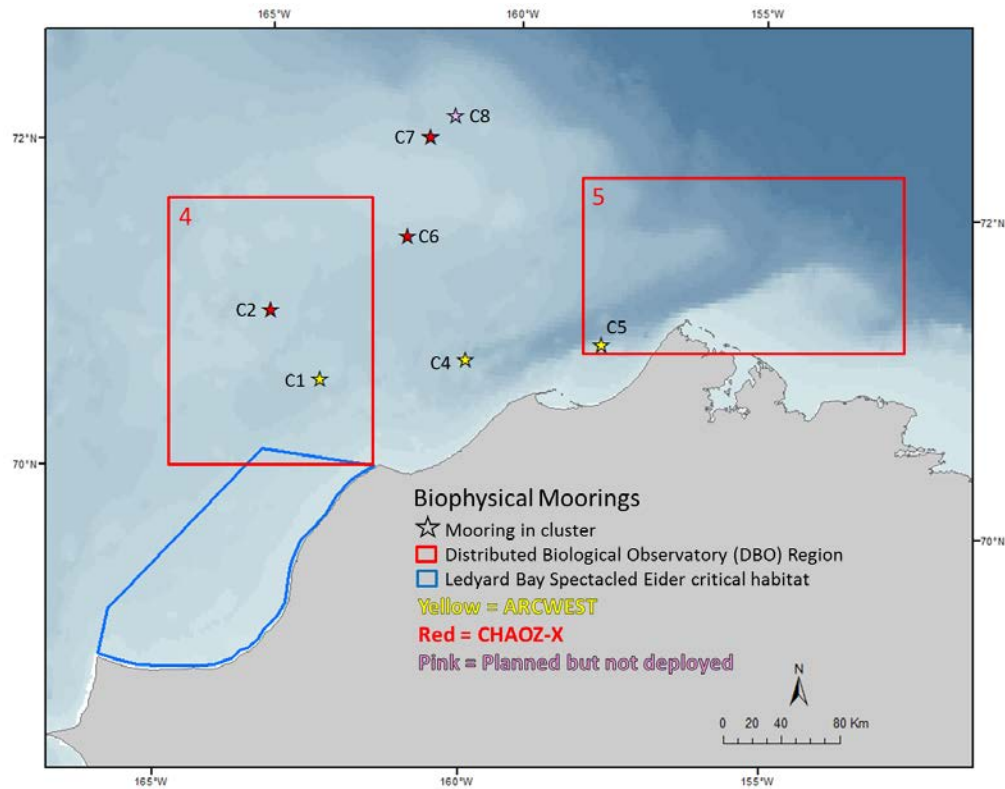 165°W
160°W
155°W
C8
72°N
C7
4
5
C6
72°N
C2
C5
C4
C1
70°N
Biophysical Moorings
Mooring in cluster
Distributed Biological Observatory (DBO) Region
70°N
Ledyard Bay Spectacled Eider critical habitat
Yellow = ARCWEST
Red = CHAOZ-X
Pink = Planned but not deployed
N
0 20 40 80 Km
165°W
160°W
155°W